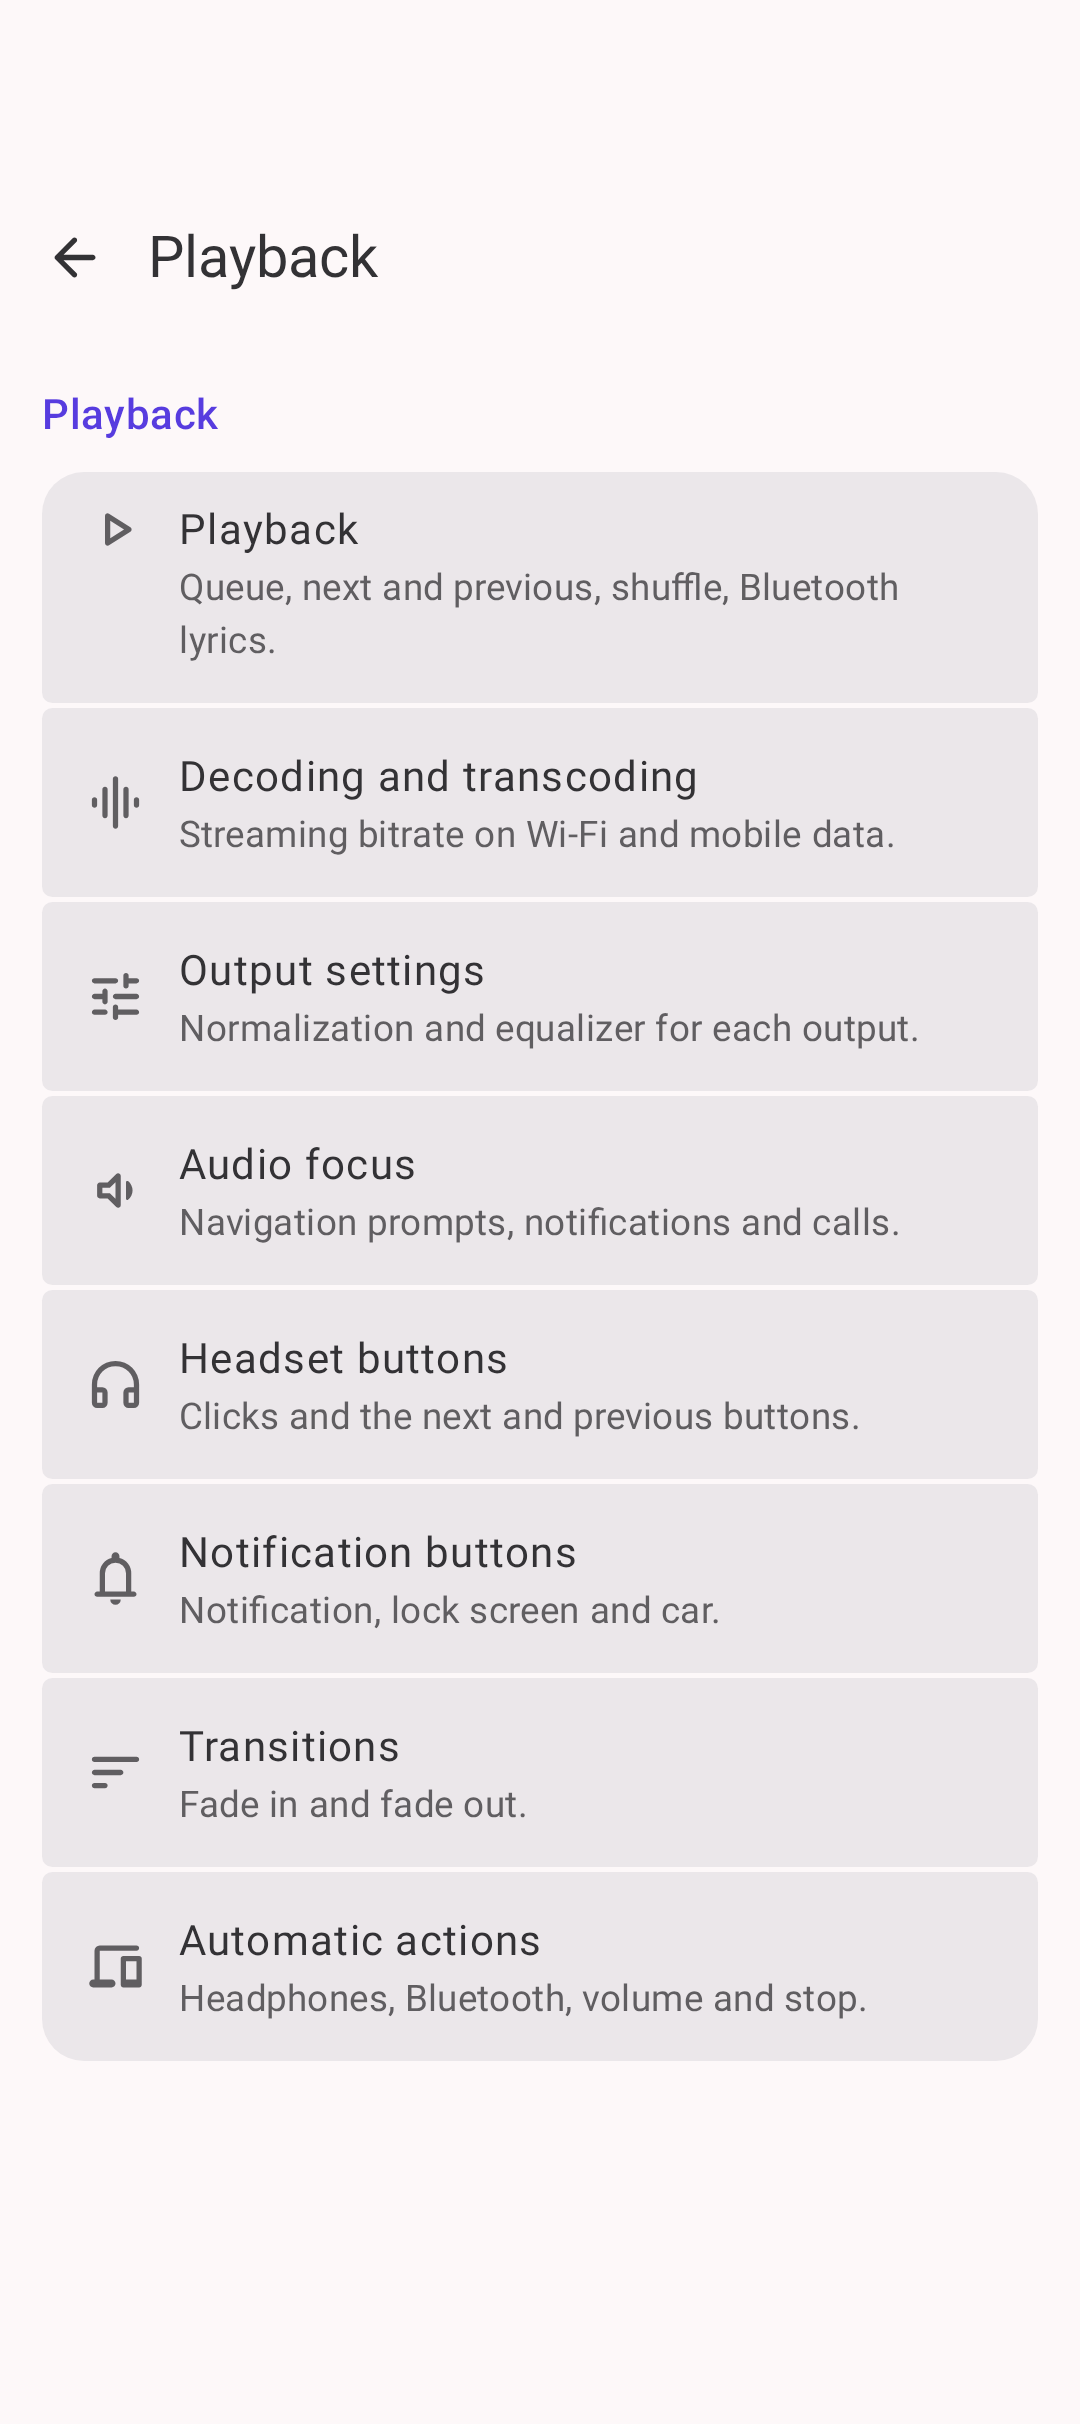 Playback
Playback
Playback
Queue, next and previous, shuffle, Bluetooth
lyrics.
Decoding and transcoding
Streaming bitrate on Wi-Fi and mobile data.
Output settings
Normalization and equalizer for each output.
Audio focus
Navigation prompts, notifications and calls.
Headset buttons
Clicks and the next and previous buttons.
Notification buttons
Notification, lock screen and car.
Transitions
Fade in and fade out.
Automatic actions
Headphones, Bluetooth, volume and stop.